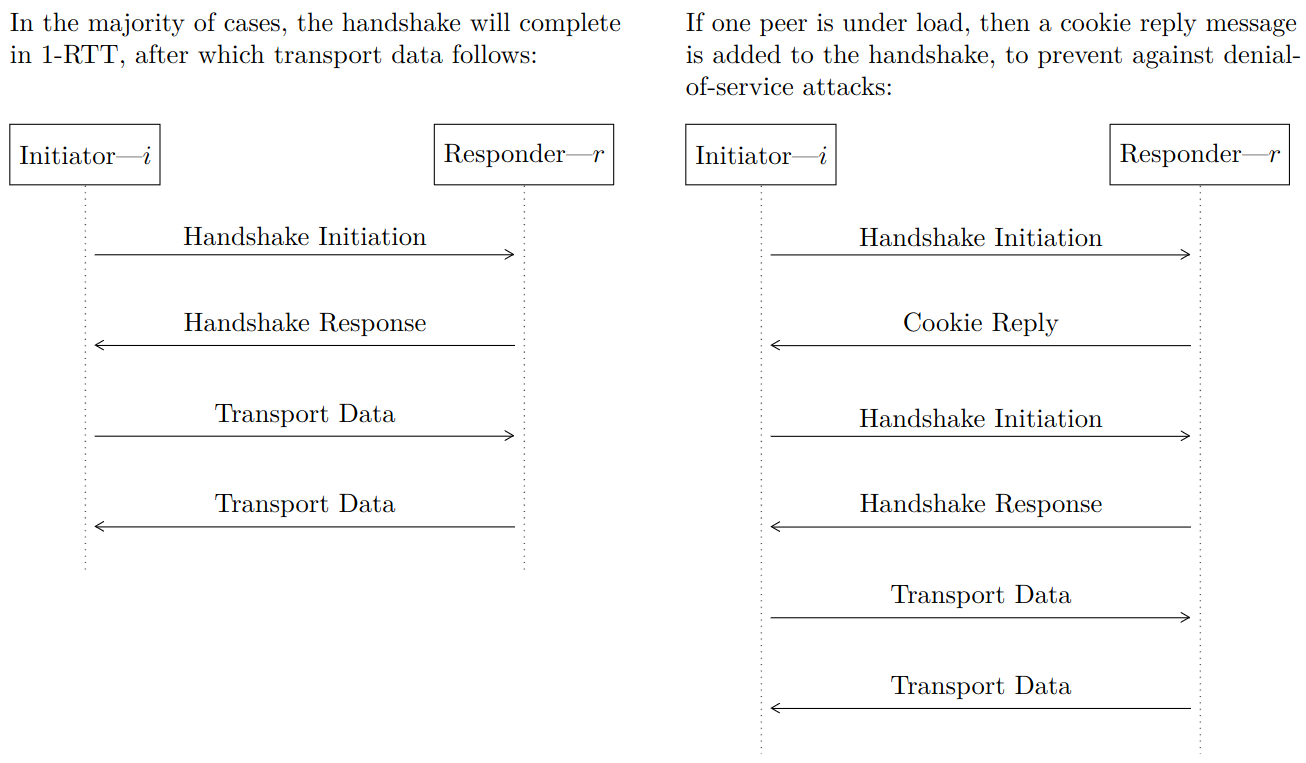 In the majority of cases, the handshake will complete
in 1-RTT, after which transport data follows:
Initiator—i
Responder—r
Handshake Initiation
Handshake Response
Transport Data
Transport Data
If one peer is under load, then a cookie reply message
is added to the handshake, to prevent against denial-
of-service attacks:
Initiator—i
Responder—r
Handshake Initiation
Cookie Reply
Handshake Initiation
Handshake Response
Transport Data
Transport Data